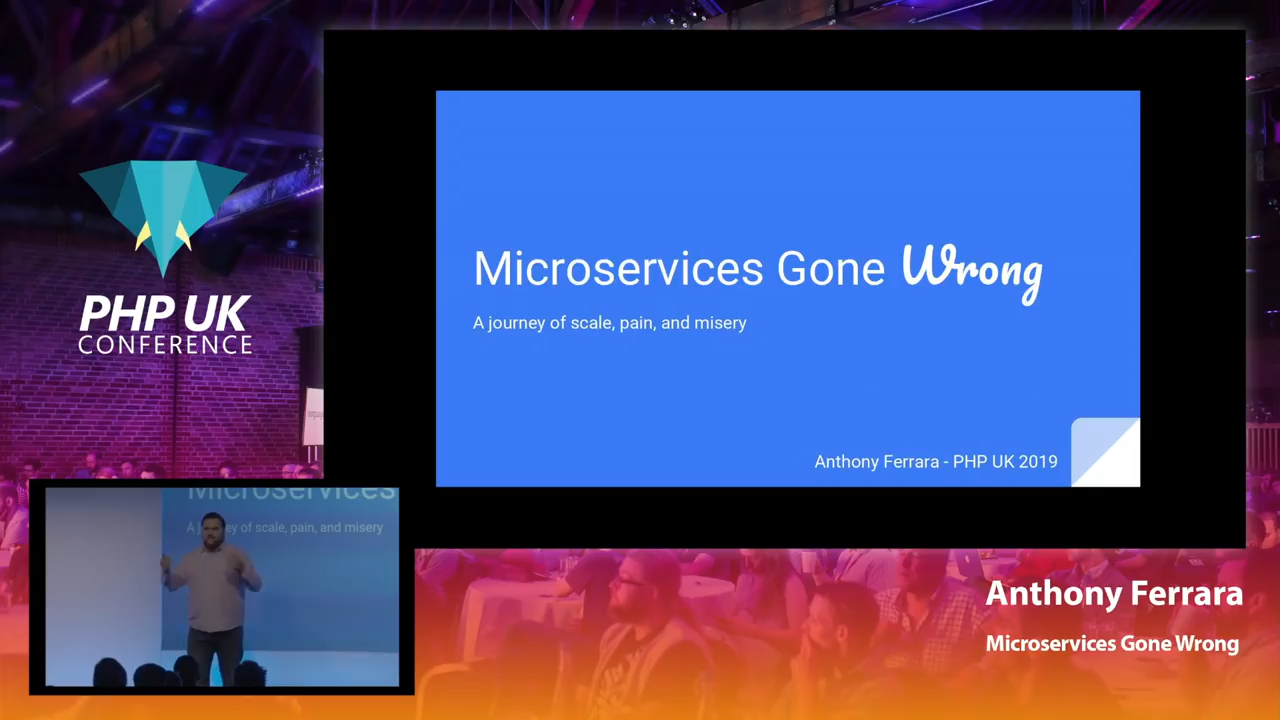 PHP UK
CONFERENCE
Microservices Gone Wrong
A journey of scale, pain, and misery
Anthony Ferrara - PHP UK 2019
Microservices
A ey of scale, pain, and misery
Anthony Ferrara
Microservices Gone Wrong